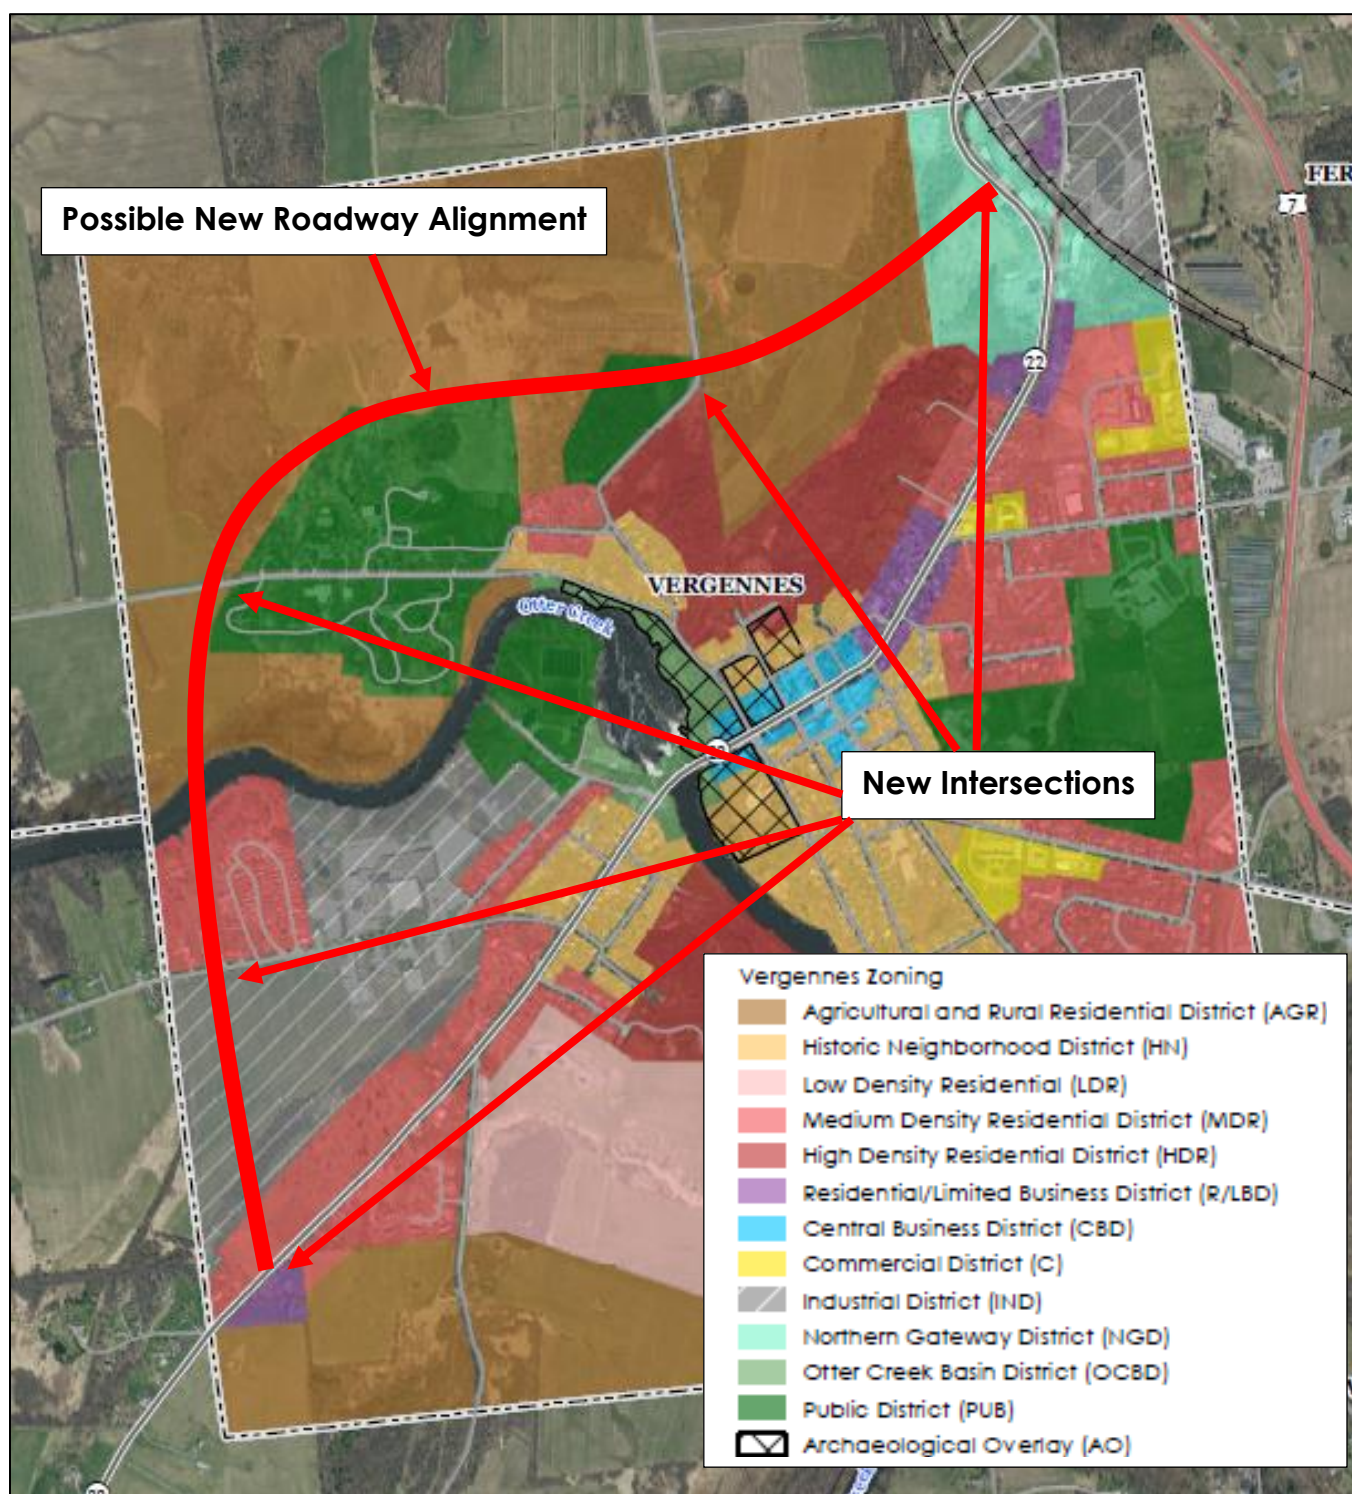 FER
7
Possible New Roadway Alignment
22
VERGENNES
Otter Creek
New Intersections
Vergennes Zoning
Agricultural and Rural Residential District (AGR)
Historic Neighborhood District (HN)
Low Density Residential (LDR)
Medium Density Residential District (MDR)
High Density Residential District (HDR)
Residential/Limited Business District (R/LBD)
Central Business District (CBD)
Commercial District (C)
Industrial District (IND)
Northern Gateway District (NGD)
Otter Creek Basin District (OCBD)
Public District (PUB)
Archaeological Overlay (AO)